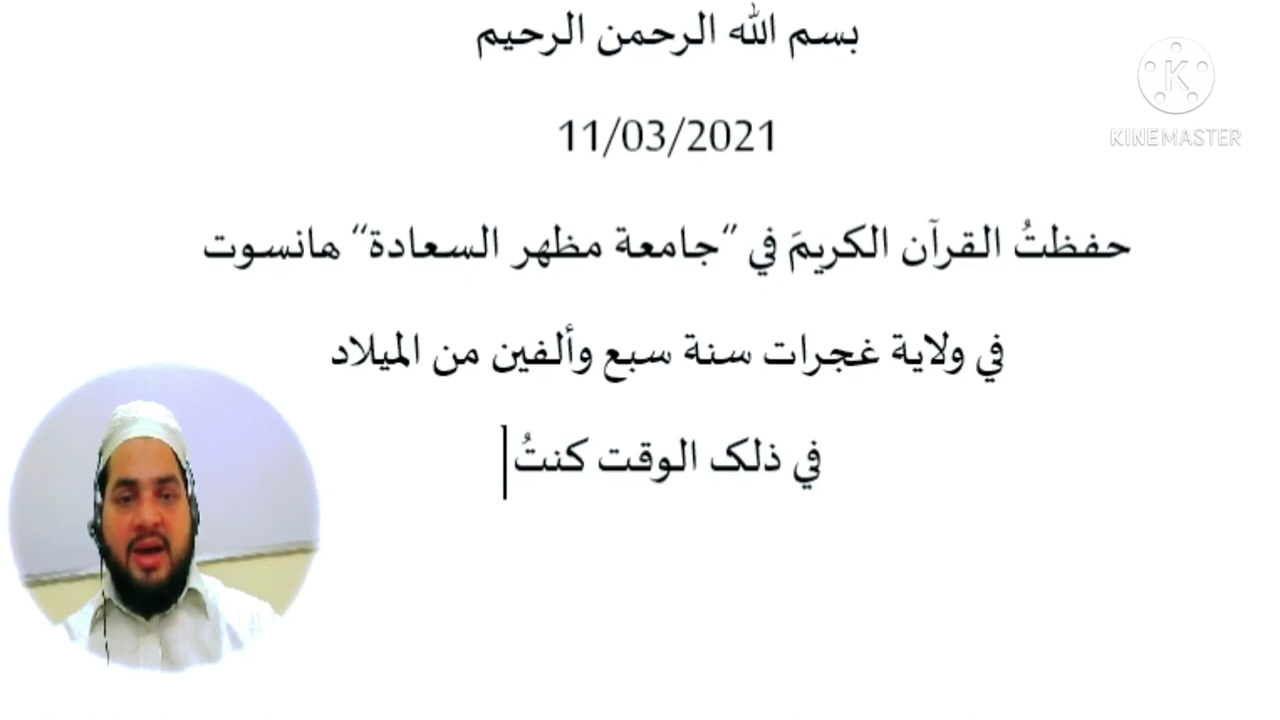 بسم الله الرحمن الرحيم
K
KINEMASTER
11/03/2021
حفظتُ القرآن الكريمَ في “جامعة مظهر السعادة” هانسوت
في ولاية غجرات سنة سبع وألفين من الميلاد
في ذلک الوقت كنتُ